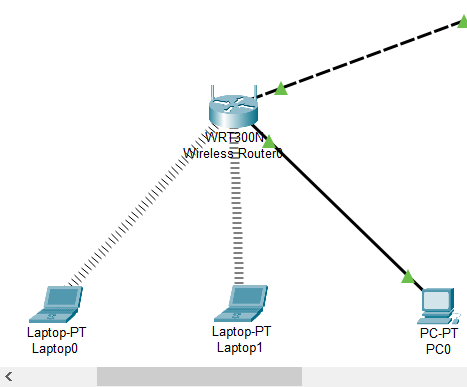 WRT300N
Wireless Router0
Laptop-PT
Laptop0
Laptop-PT
Laptop1
PC-PT
PC0